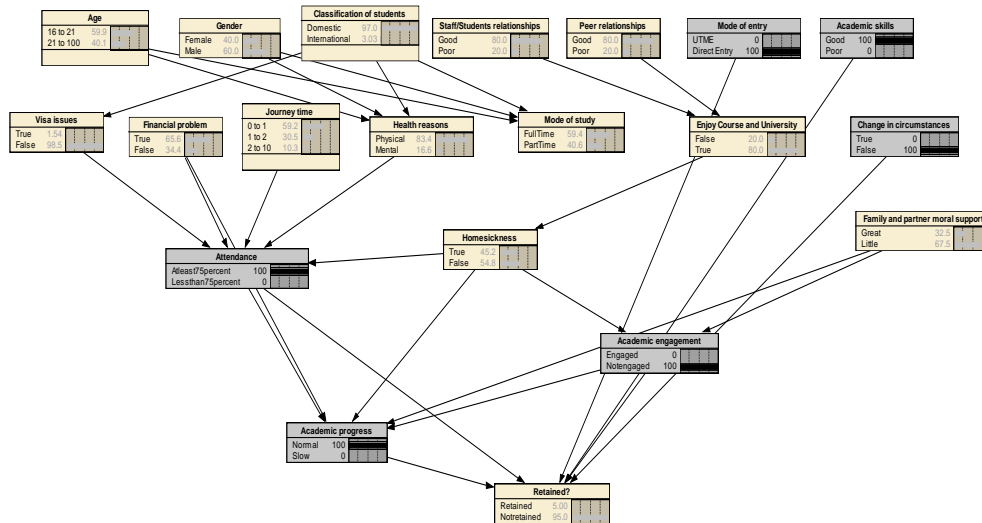 Age
16 to 21 59.9
21 to 100 40.1
Gender
Female 40.0
Male 60.0
Classification of students
Domestic 97.0
International 3.03
Staff/Students relationships
Good 80.0
Poor 20.0
Peer relationships
Good 80.0
Poor 20.0
Mode of entry
UTME 0
Direct Entry 100
Academic skills
Good 100
Poor 0
Visa issues
True 1.54
False 98.5
Financial problem
True 65.6
False 34.4
Journey time
0 to 1 59.2
1 to 2 30.5
2 to 10 10.3
Health reasons
Physical 83.4
Mental 16.6
Mode of study
FullTime 59.4
PartTime 40.6
Enjoy Course and University
False 20.0
True 80.0
Change in circumstances
True 0
False 100
Family and partner moral support
Great 32.5
Little 67.5
Homesickness
True 45.2
False 54.8
Attendance
Atleast75percent 100
Lessthan75percent 0
Academic engagement
Engaged 0
Notengaged 100
Academic progress
Normal 100
Slow 0
Retained?
Retained 5.00
Notretained 95.0